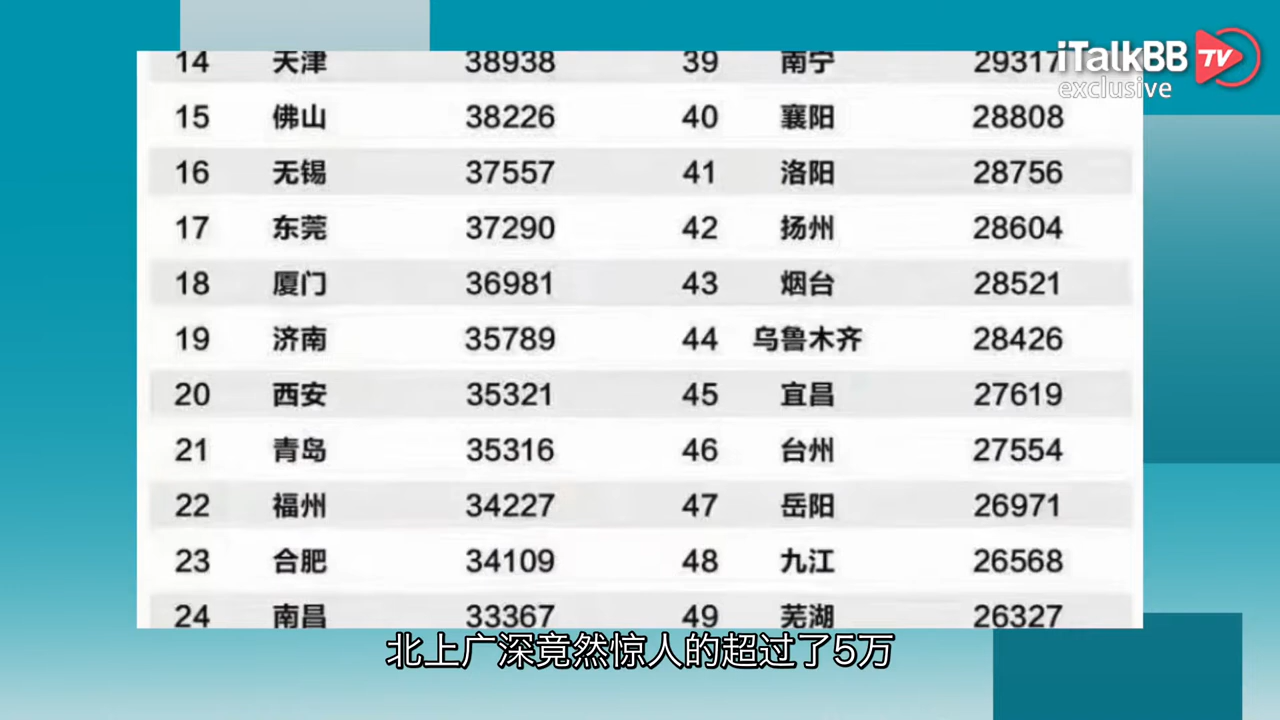 iTalkBB TV
exclusive
14 天津 38938 39 南宁 29317
15 佛山 38226 40 襄阳 28808
16 无锡 37557 41 洛阳 28756
17 东莞 37290 42 扬州 28604
18 厦门 36981 43 烟台 28521
19 济南 35789 44 乌鲁木齐 28426
20 西安 35321 45 宜昌 27619
21 青岛 35316 46 台州 27554
22 福州 34227 47 岳阳 26971
23 合肥 34109 48 九江 26568
24 南昌 33367 49 芜湖 26327
北上广深竟然惊人的超过了5万